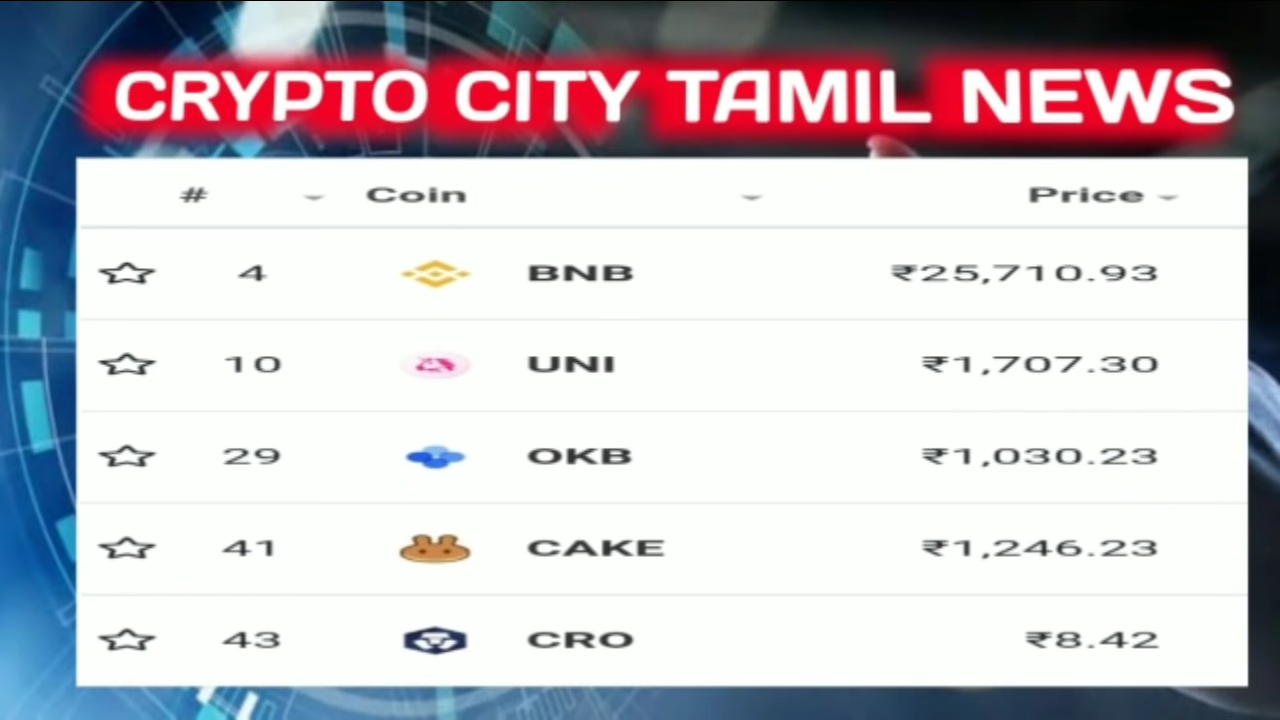 CRYPTO CITY TAMIL NEWS
# Coin Price
4 BNB ₹25,710.93
10 UNI ₹1,707.30
29 OKB ₹1,030.23
41 CAKE ₹1,246.23
43 CRO ₹8.42